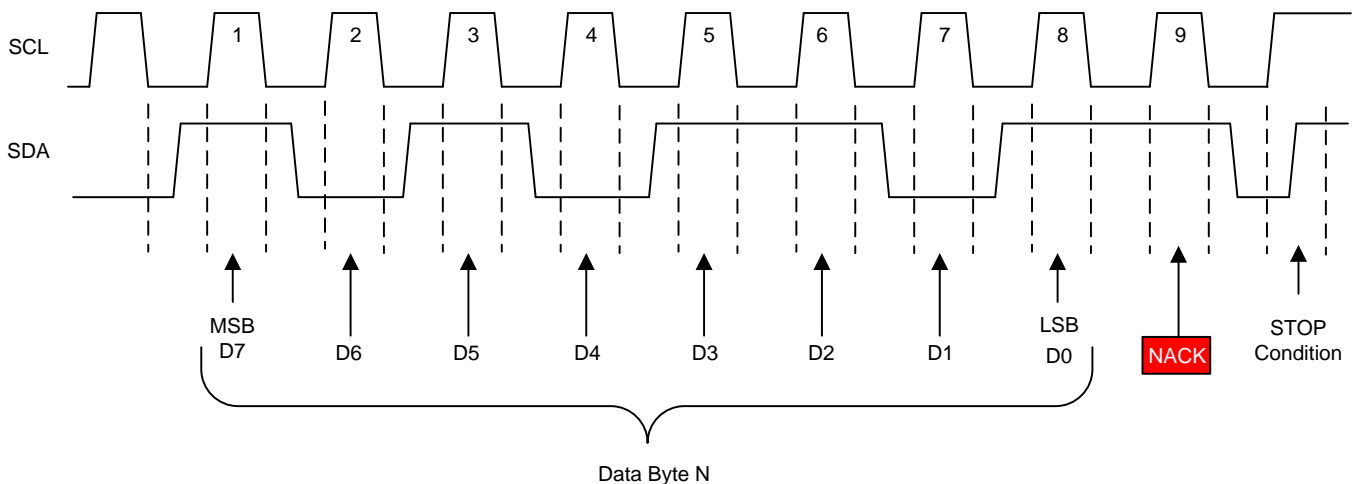 SCL
1 2 3 4 5 6 7 8 9
SDA
MSB
D7 D6 D5 D4 D3 D2 D1
LSB
D0
NACK
STOP
Condition
Data Byte N